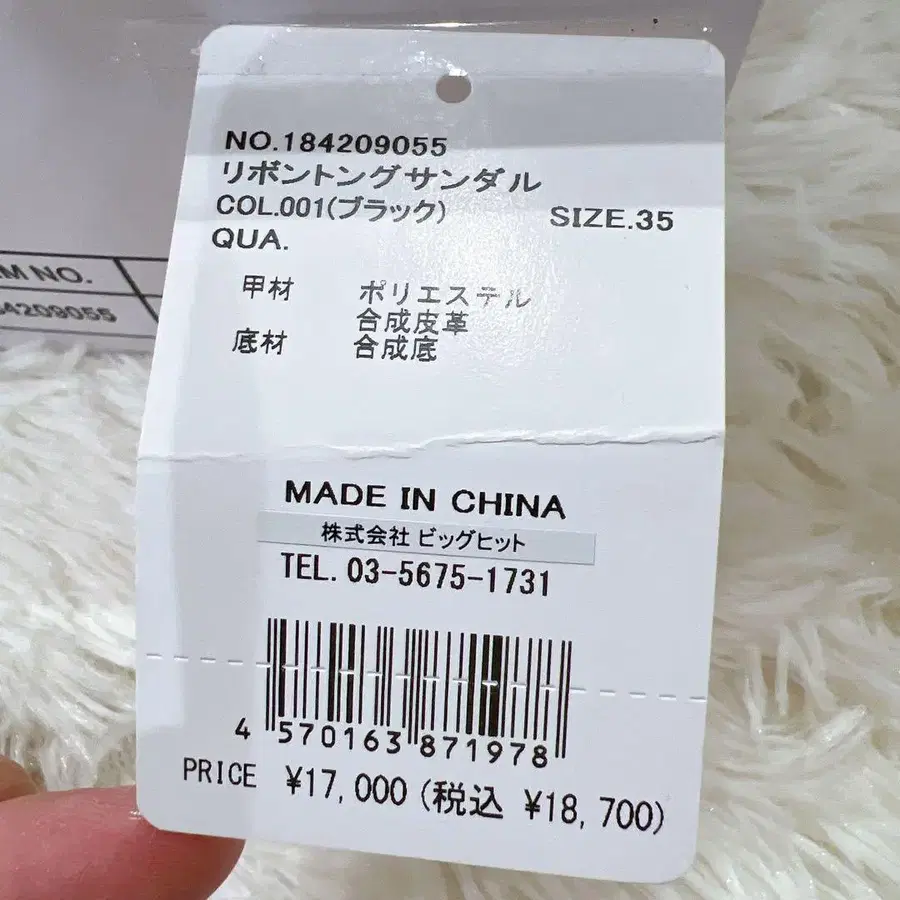 NO.184209055
リボントングサンダル
COL.001(ブラック) SIZE.35
QUA.
甲材 ポリエステル
合成皮革
底材 合成底
MADE IN CHINA
株式会社 ビッグヒット
TEL. 03-5675-1731
4 570163 871978
PRICE ¥17,000 (税込 ¥18,700)
NO.